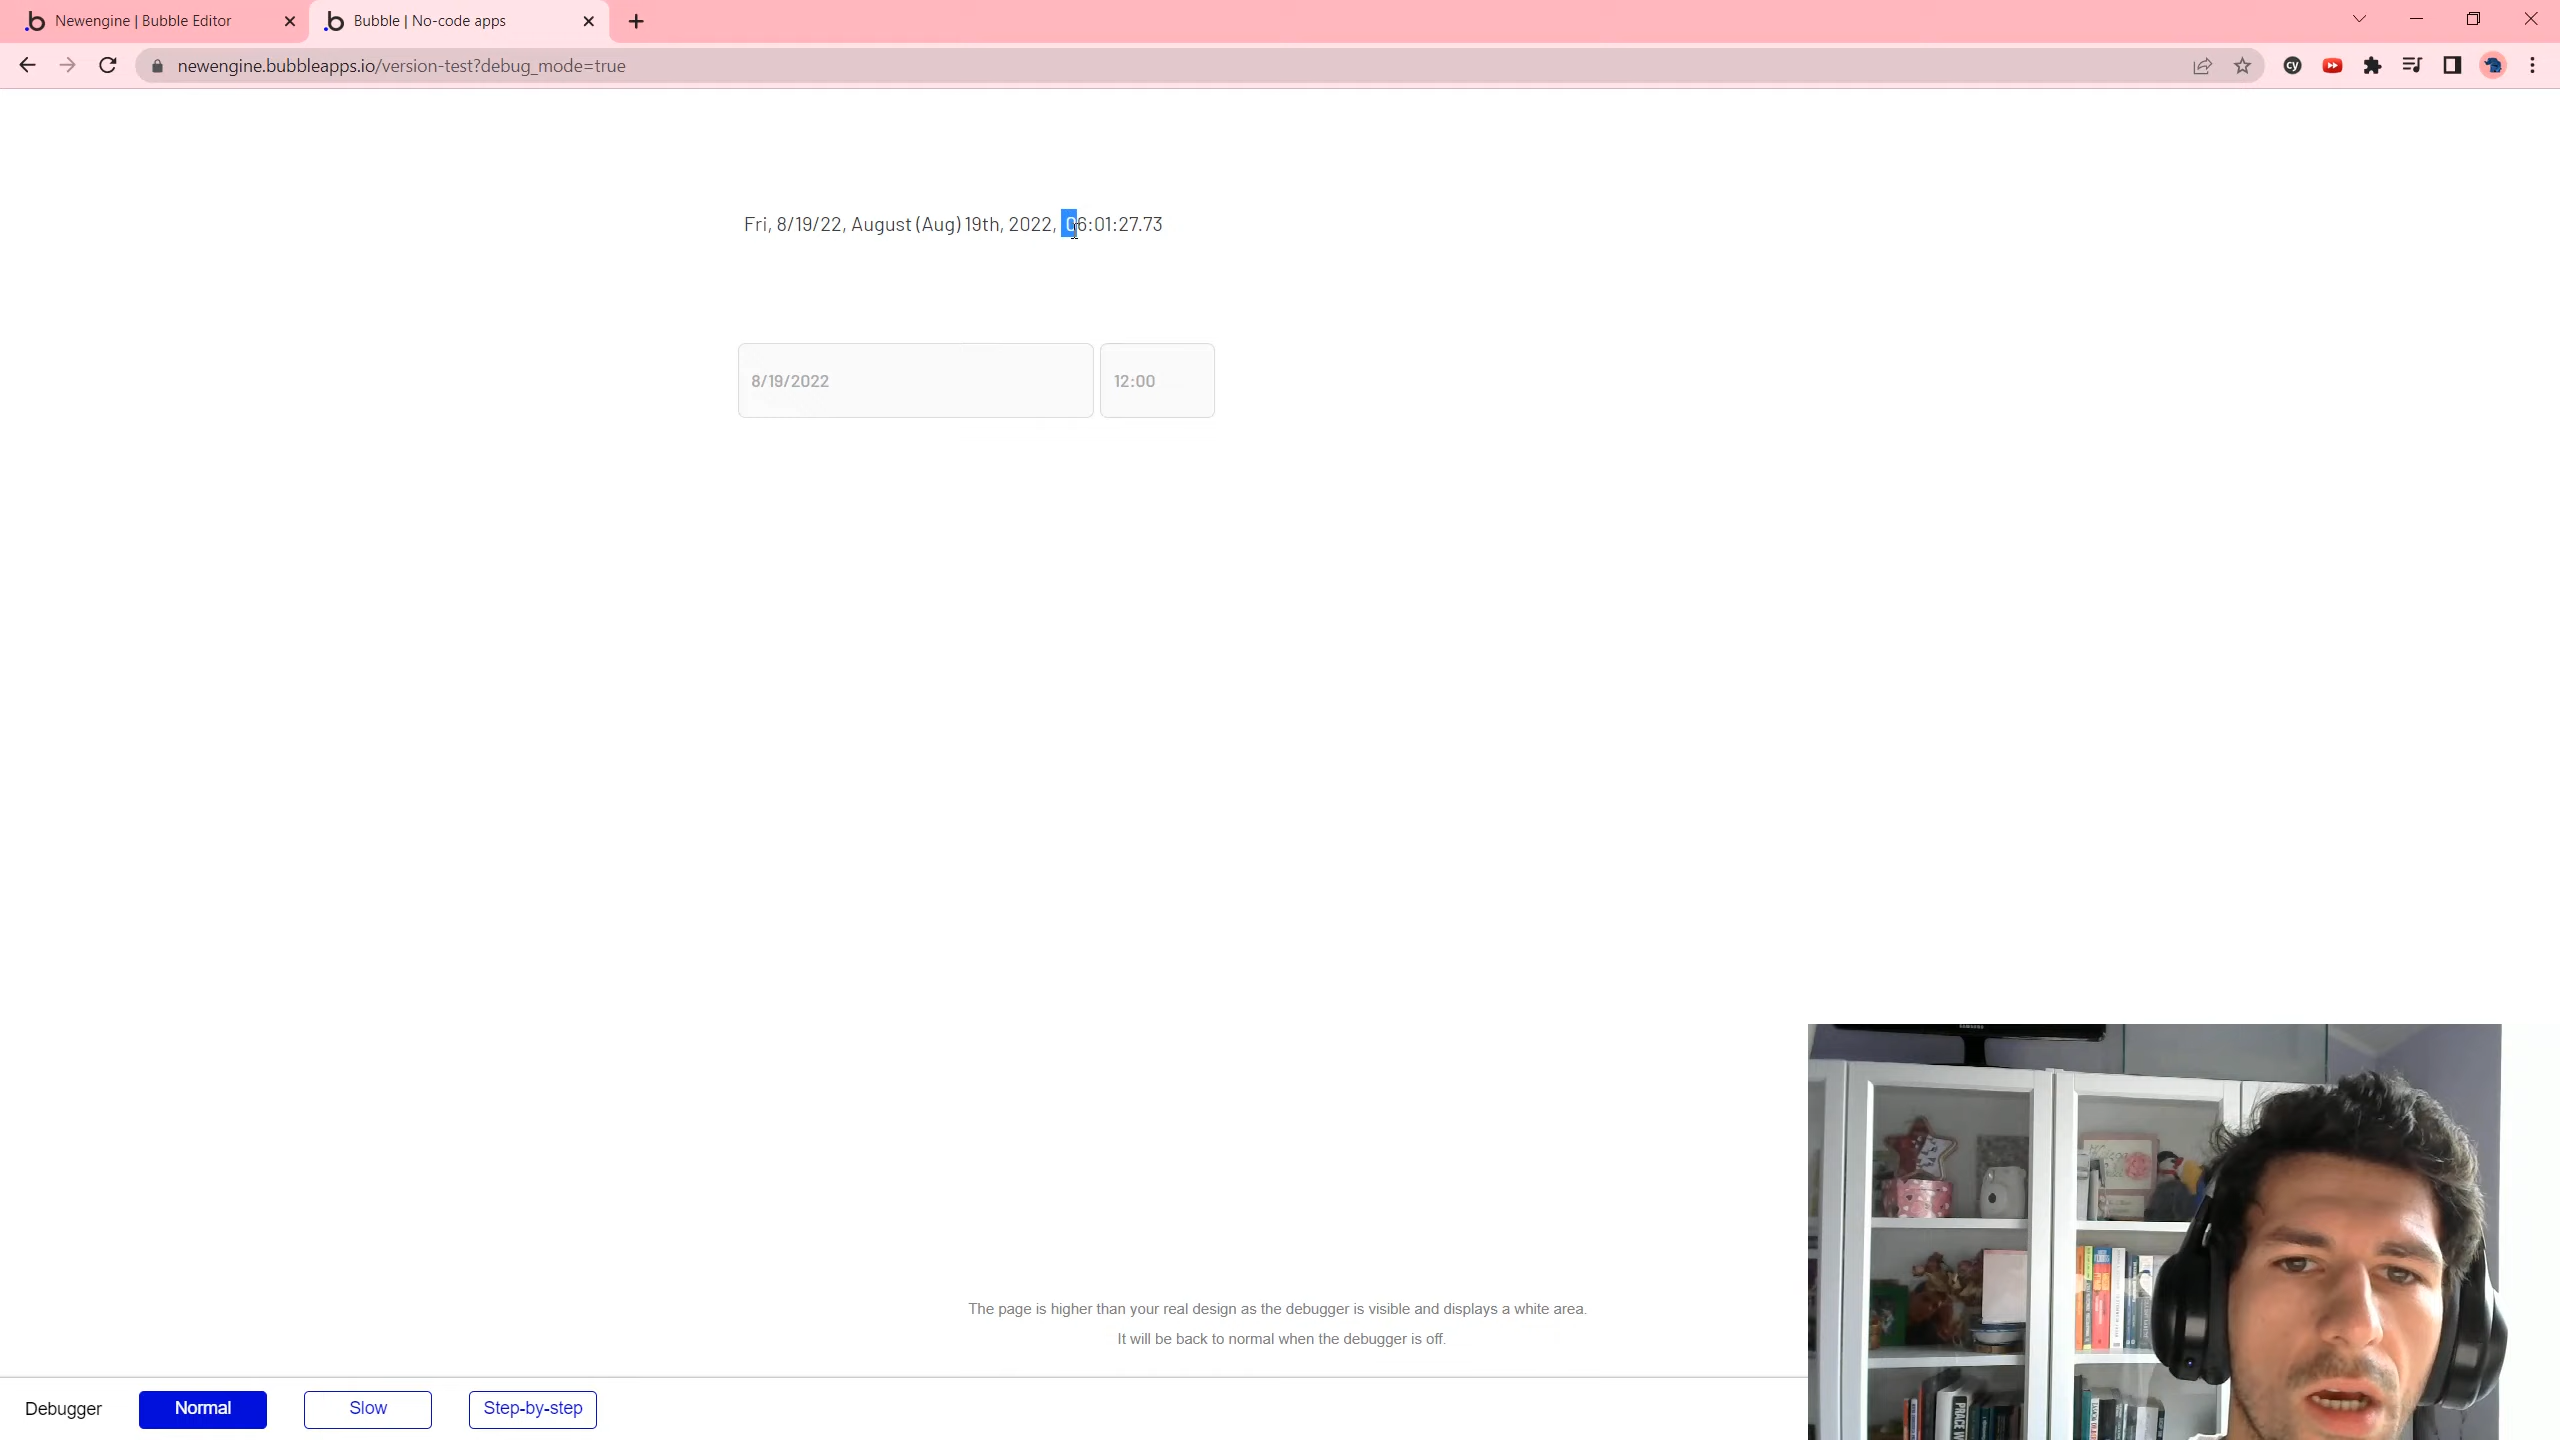 Newengine | Bubble Editor
Bubble | No-code apps
newengine.bubbleapps.io/version-test?debug_mode=true
Fri, 8/19/22, August (Aug) 19th, 2022, 06:01:27.73
8/19/2022
12:00
The page is higher than your real design as the debugger is visible and displays a white area.
It will be back to normal when the debugger is off.
Debugger
Normal
Slow
Step-by-step
SAMSUNG